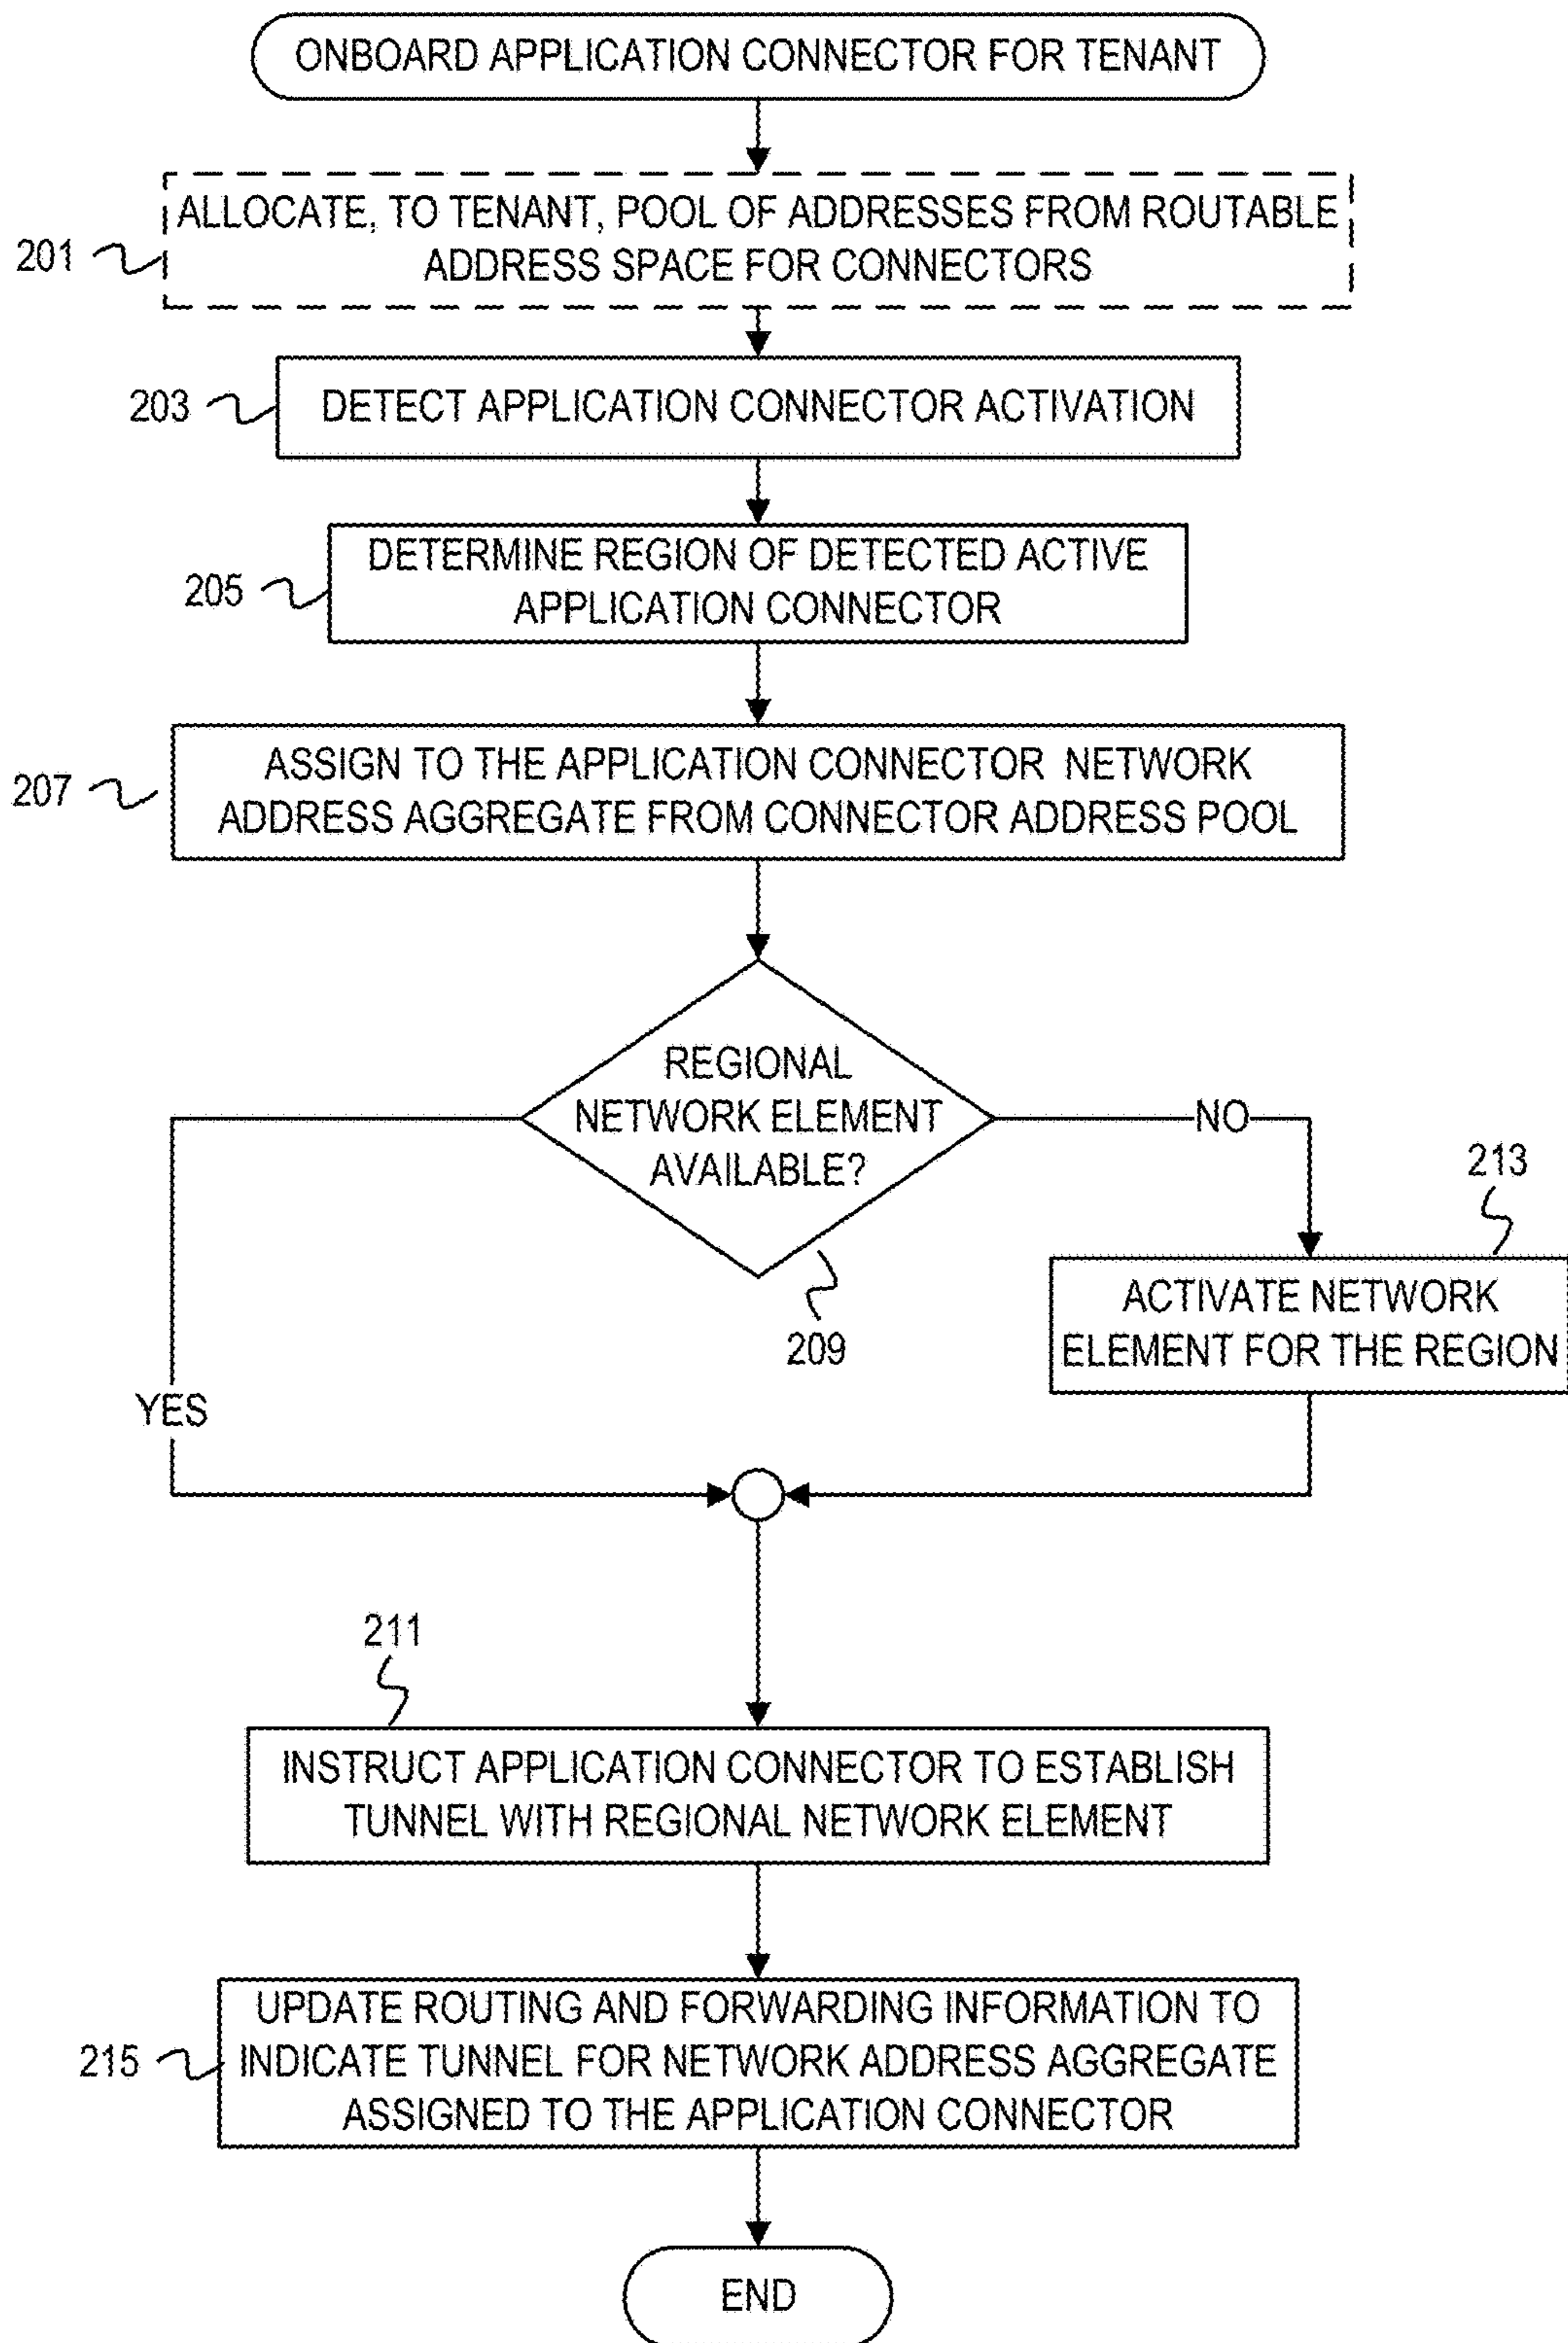 ONBOARD APPLICATION CONNECTOR FOR TENANT
ALLOCATE, TO TENANT, POOL OF ADDRESSES FROM ROUTABLE
ADDRESS SPACE FOR CONNECTORS
201
DETECT APPLICATION CONNECTOR ACTIVATION
203
DETERMINE REGION OF DETECTED ACTIVE
APPLICATION CONNECTOR
205
ASSIGN TO THE APPLICATION CONNECTOR NETWORK
ADDRESS AGGREGATE FROM CONNECTOR ADDRESS POOL
207
REGIONAL
NETWORK ELEMENT
AVAILABLE?
209
NO
213
ACTIVATE NETWORK
ELEMENT FOR THE REGION
YES
211
INSTRUCT APPLICATION CONNECTOR TO ESTABLISH
TUNNEL WITH REGIONAL NETWORK ELEMENT
UPDATE ROUTING AND FORWARDING INFORMATION TO
INDICATE TUNNEL FOR NETWORK ADDRESS AGGREGATE
ASSIGNED TO THE APPLICATION CONNECTOR
215
END